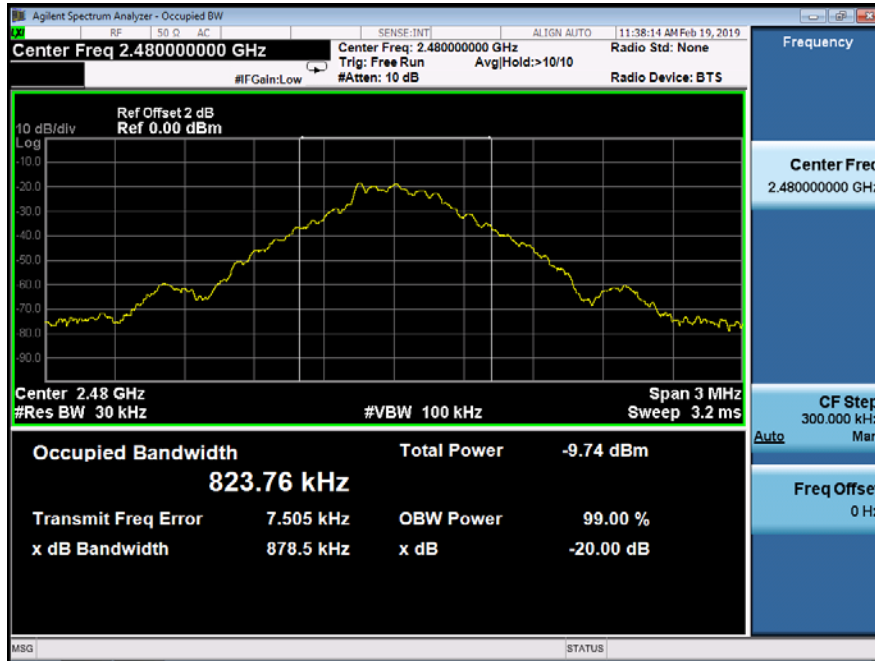 Agilent Spectrum Analyzer - Occupied BW
LXI RF 50 Ω AC SENSE:INT ALIGN AUTO 11:38:14 AM Feb 19, 2019
Center Freq 2.480000000 GHz
Center Freq: 2.480000000 GHz
Radio Std: None
Trig: Free Run Avg|Hold:>10/10
#IFGain:Low
#Atten: 10 dB
Radio Device: BTS
Frequency
Ref Offset 2 dB
10 dB/div Ref 0.00 dBm
Log
-10.0
-20.0
-30.0
-40.0
-50.0
-60.0
-70.0
-80.0
-90.0
Center Freq
2.480000000 GHz
Center 2.48 GHz Span 3 MHz
#Res BW 30 kHz #VBW 100 kHz Sweep 3.2 ms
CF Step
300.000 kHz
Auto Man
Occupied Bandwidth Total Power -9.74 dBm
823.76 kHz
Transmit Freq Error 7.505 kHz OBW Power 99.00 %
x dB Bandwidth 878.5 kHz x dB -20.00 dB
Freq Offset
0 Hz
MSG STATUS